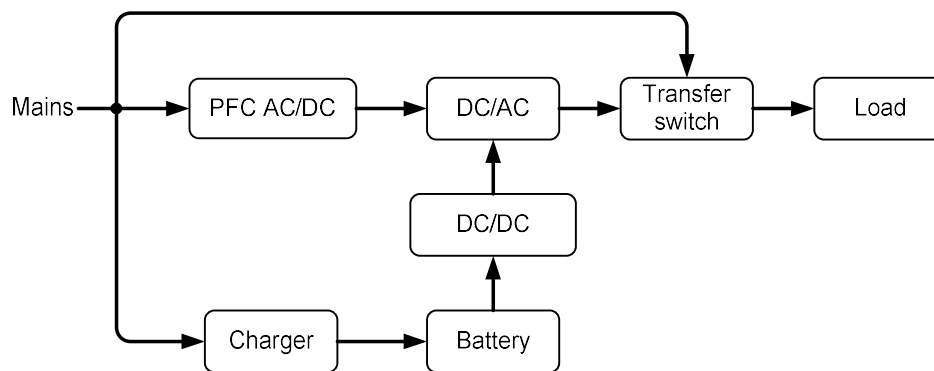 Mains
PFC AC/DC
DC/AC
Transfer
switch
Load
DC/DC
Charger
Battery